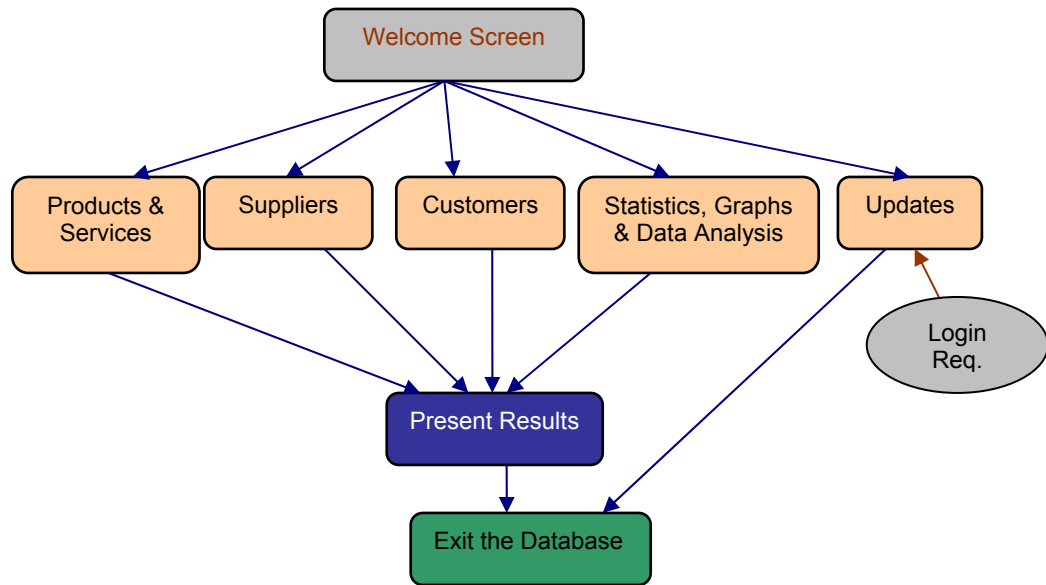 Welcome Screen
Products &
Services
Suppliers
Customers
Statistics, Graphs
& Data Analysis
Updates
Login
Req.
Present Results
Exit the Database